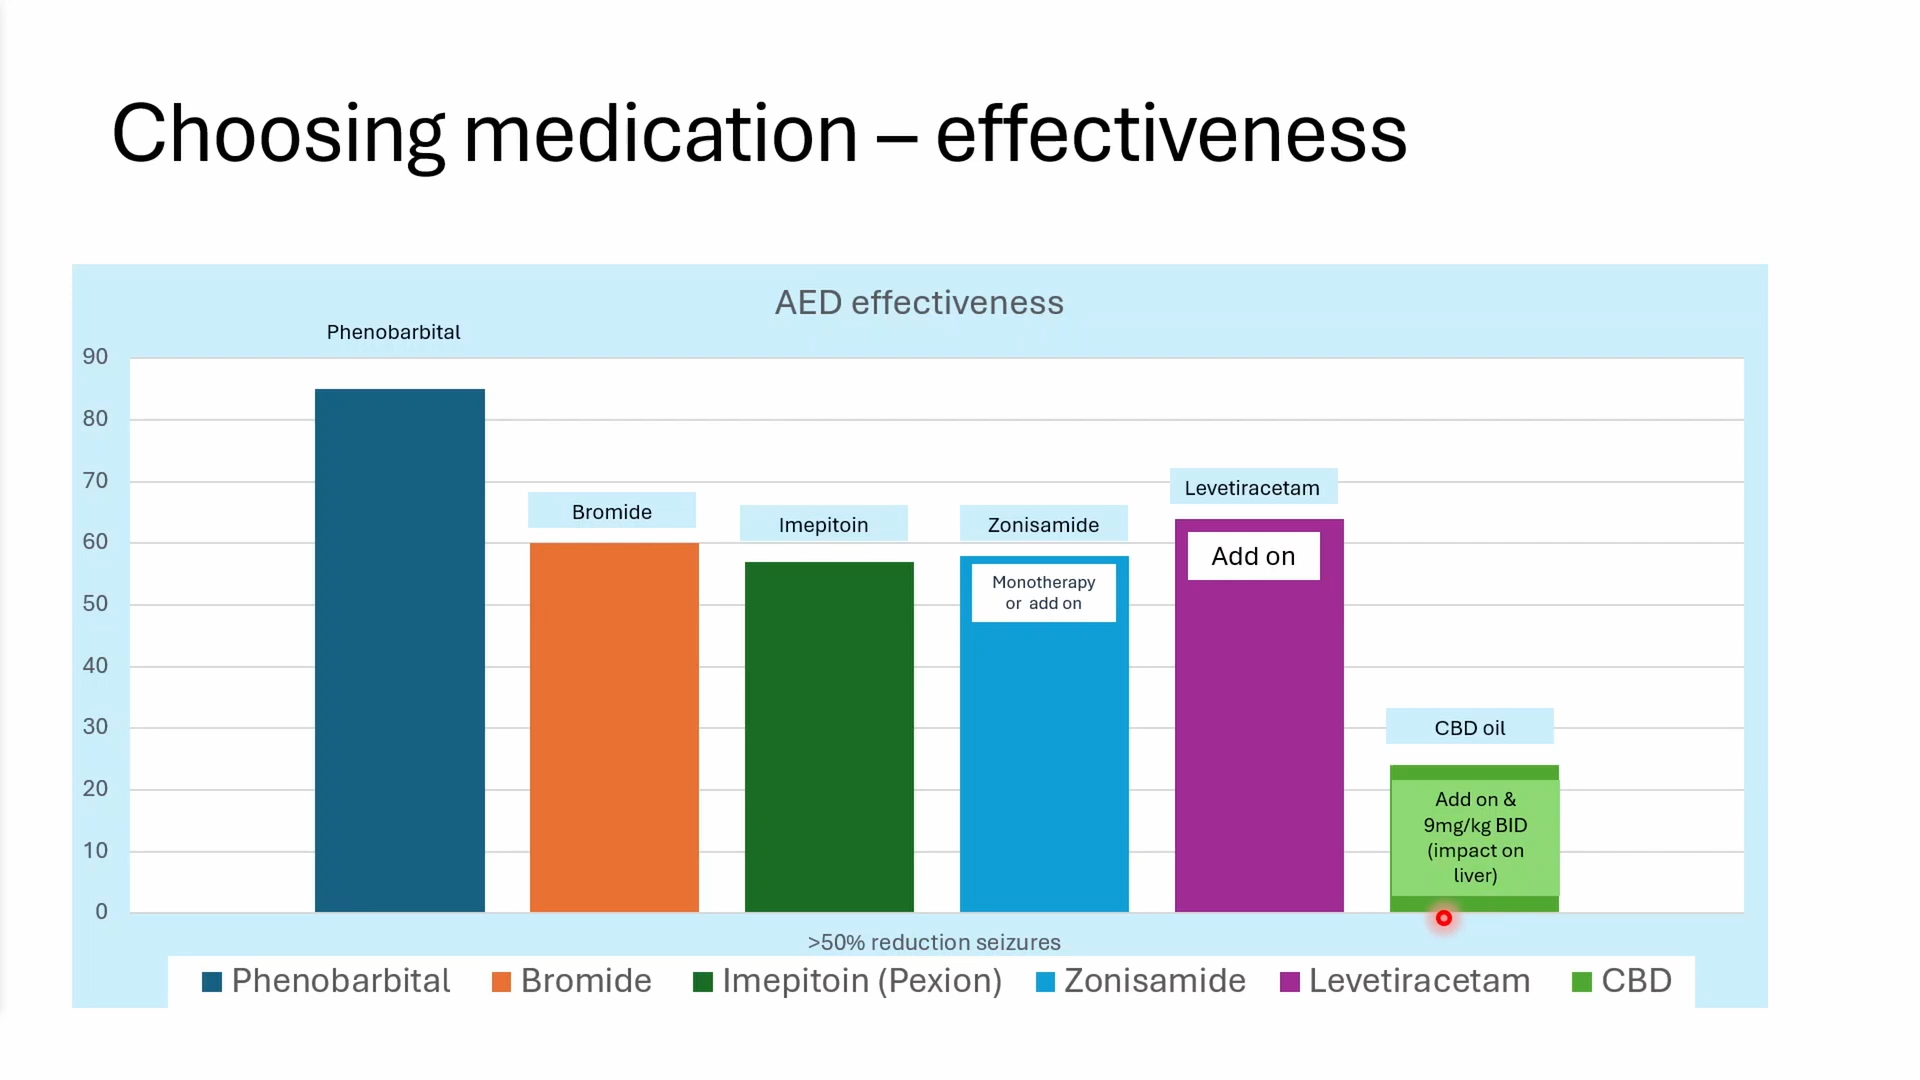 Choosing medication – effectiveness
AED effectiveness
Phenobarbital
90
80
70
60
50
40
30
20
10
0
Bromide
Imepitoin
Zonisamide
Monotherapy
or add on
Levetiracetam
Add on
CBD oil
Add on &
9mg/kg BID
(impact on
liver)
>50% reduction seizures
Phenobarbital Bromide Imepitoin (Pexion) Zonisamide Levetiracetam CBD